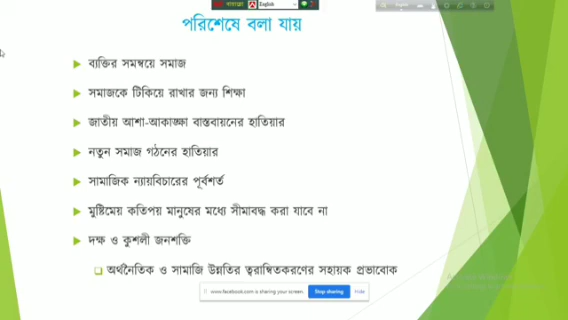 English
পরিশেষে বলা যায়
ব্যক্তির সমন্বয়ে সমাজ
সমাজকে টিকিয়ে রাখার জন্য শিক্ষা
জাতীয় আশা-আকাঙ্ক্ষা বাস্তবায়নের হাতিয়ার
নতুন সমাজ গঠনের হাতিয়ার
সামাজিক ন্যায়বিচারের পূর্বশর্ত
মুষ্টিমেয় কতিপয় মানুষের মধ্যে সীমাবদ্ধ করা যাবে না
দক্ষ ও কুশলী জনশক্তি
অর্থনৈতিক ও সামাজি উন্নতির ত্বরান্বিতকরণের সহায়ক প্রভাবোক
www.facebook.com is sharing your screen. Stop sharing Hide